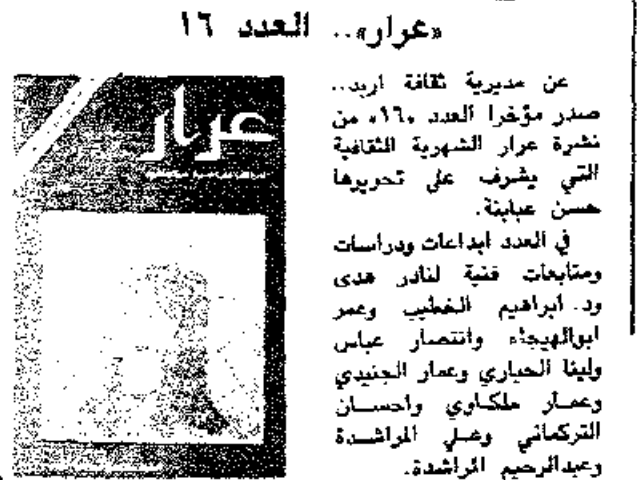 «عرار».. العدد ١٦
عرار
عن مديرية ثقافة اربد..
صدر مؤخرا العدد «١٦» من
نشرة عرار الشهرية الثقافية
التي يشرف على تحريرها
حسن عبابنة.
في العدد ابداعات ودراسات
ومتابعات فنية لنادر هدى
ود. ابراهيم الخطيب وعمر
ابوالهيجاء وانتصار عباس
ولينا الحياري وعمار الجنيدي
وعمار ملكاوي واحسان
التركماني وعلي المراشدة
وعبدالرحيم المراشدة.